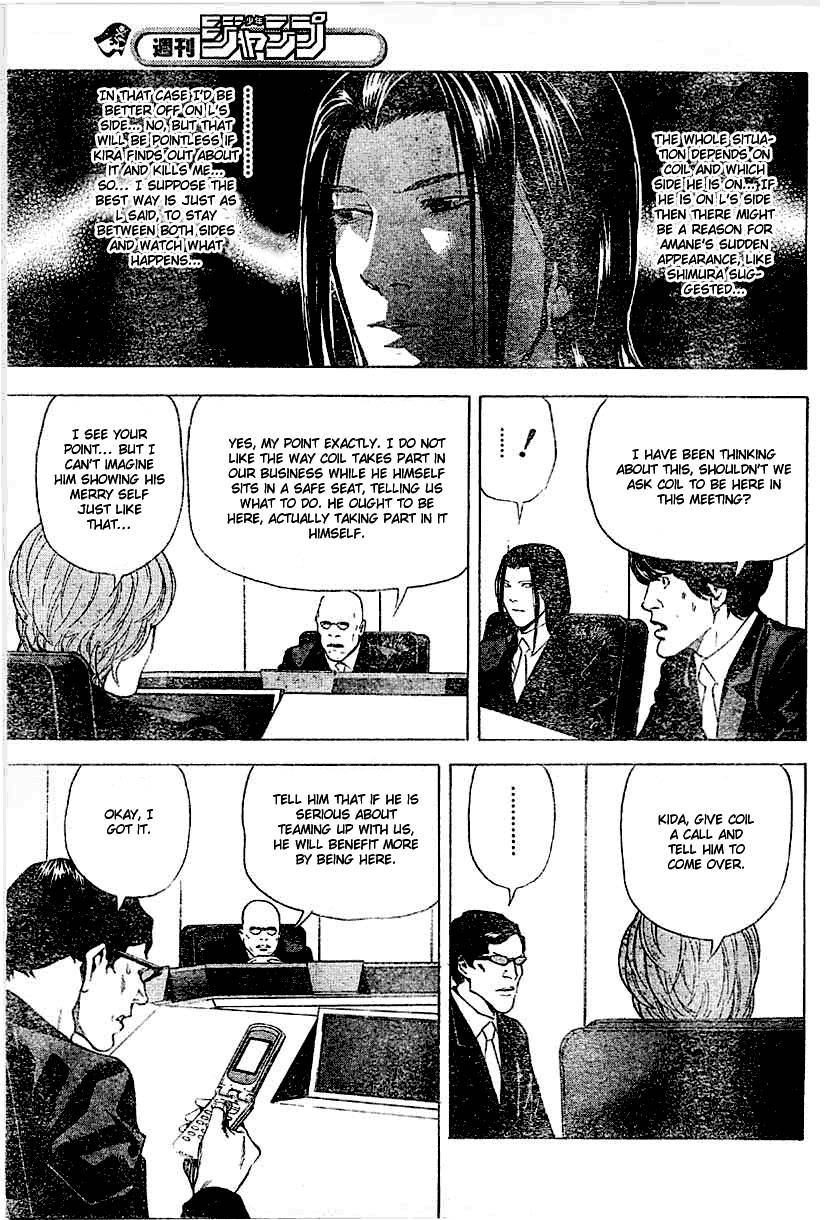 週刊
少年
ジャンプ
THE WHOLE SITUA-
TION DEPENDS ON
COIL AND WHICH
SIDE HE IS ON... IF
HE IS ON L'S SIDE
THEN THERE MIGHT
BE A REASON FOR
AMANE'S SUDDEN
APPEARANCE, LIKE
SHIMURA SUG-
GESTED...
..........
IN THAT CASE I'D BE
BETTER OFF ON L'S
SIDE... NO, BUT THAT
WILL BE POINTLESS IF
KIRA FINDS OUT ABOUT
IT AND KILLS ME...
SO... I SUPPOSE THE
BEST WAY IS JUST AS
L SAID, TO STAY
BETWEEN BOTH SIDES
AND WATCH WHAT
HAPPENS...
I HAVE BEEN THINKING
ABOUT THIS, SHOULDN'T WE
ASK COIL TO BE HERE IN
THIS MEETING?
!
......
YES, MY POINT EXACTLY. I DO NOT
LIKE THE WAY COIL TAKES PART IN
OUR BUSINESS WHILE HE HIMSELF
SITS IN A SAFE SEAT, TELLING US
WHAT TO DO. HE OUGHT TO BE
HERE, ACTUALLY TAKING PART IN IT
HIMSELF.
I SEE YOUR
POINT... BUT I
CAN'T IMAGINE
HIM SHOWING HIS
MERRY SELF
JUST LIKE
THAT...
KIDA, GIVE COIL
A CALL AND
TELL HIM TO
COME OVER.
.........
TELL HIM THAT IF HE IS
SERIOUS ABOUT
TEAMING UP WITH US,
HE WILL BENEFIT MORE
BY BEING HERE.
OKAY, I
GOT IT.